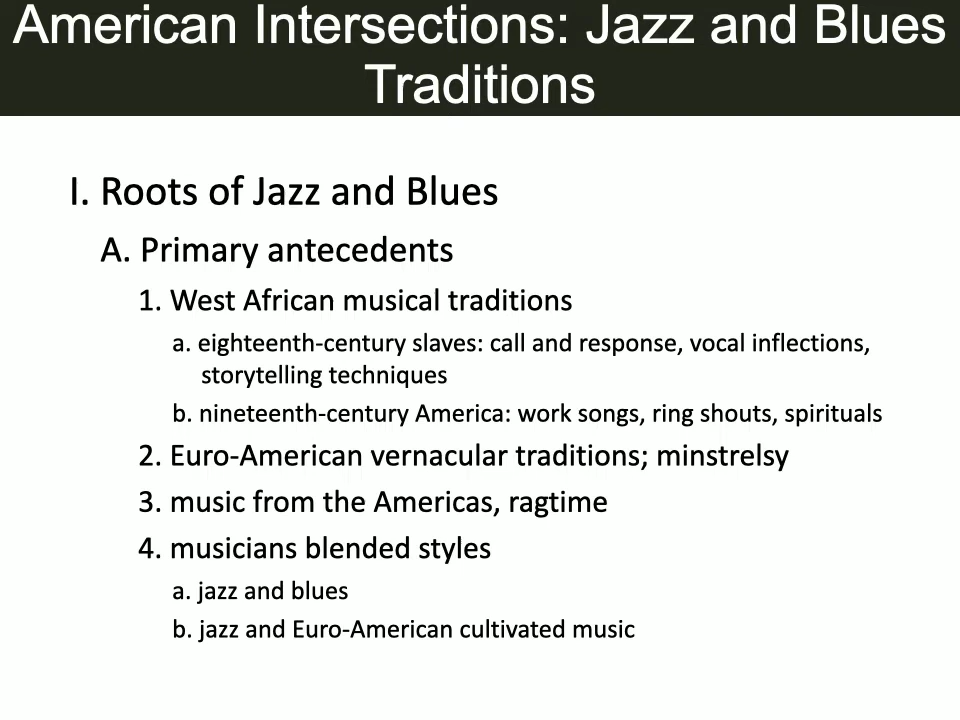 American Intersections: Jazz and Blues
Traditions
I. Roots of Jazz and Blues
A. Primary antecedents
1. West African musical traditions
a. eighteenth-century slaves: call and response, vocal inflections,
storytelling techniques
b. nineteenth-century America: work songs, ring shouts, spirituals
2. Euro-American vernacular traditions; minstrelsy
3. music from the Americas, ragtime
4. musicians blended styles
a. jazz and blues
b. jazz and Euro-American cultivated music